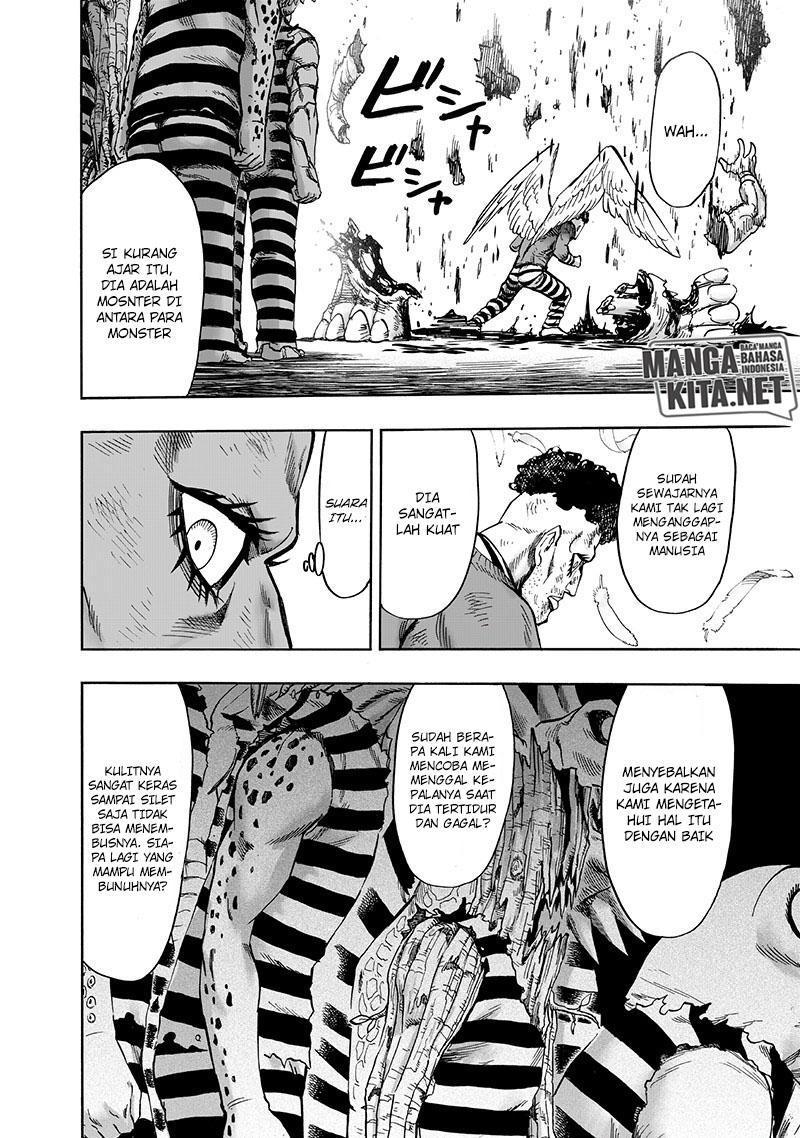 WAH...
ビシャ
ビシャ
SI KURANG
AJAR ITU,
DIA ADALAH
MOSNTER DI
ANTARA PARA
MONSTER
BACA MANGA
BAHASA
INDONESIA
MANGA
KITA.NET
SUDAH
SEWAJARNYA
KAMI TAK LAGI
MENGANGGAP-
NYA SEBAGAI
MANUSIA
DIA
SANGAT-
LAH KUAT
SUARA
ITU...
MENYEBALKAN
JUGA KARENA
KAMI MENGETA-
HUI HAL ITU
DENGAN BAIK
SUDAH BERA-
PA KALI KAMI
MENCOBA ME-
MENGGAL KE-
PALANYA SAAT
DIA TERTIDUR
DAN GAGAL?
KULITNYA
SANGAT KERAS
SAMPAI SILET
SAJA TIDAK
BISA MENEM-
BUSNYA. SIA-
PA LAGI YANG
MAMPU MEM-
BUNUHNYA?